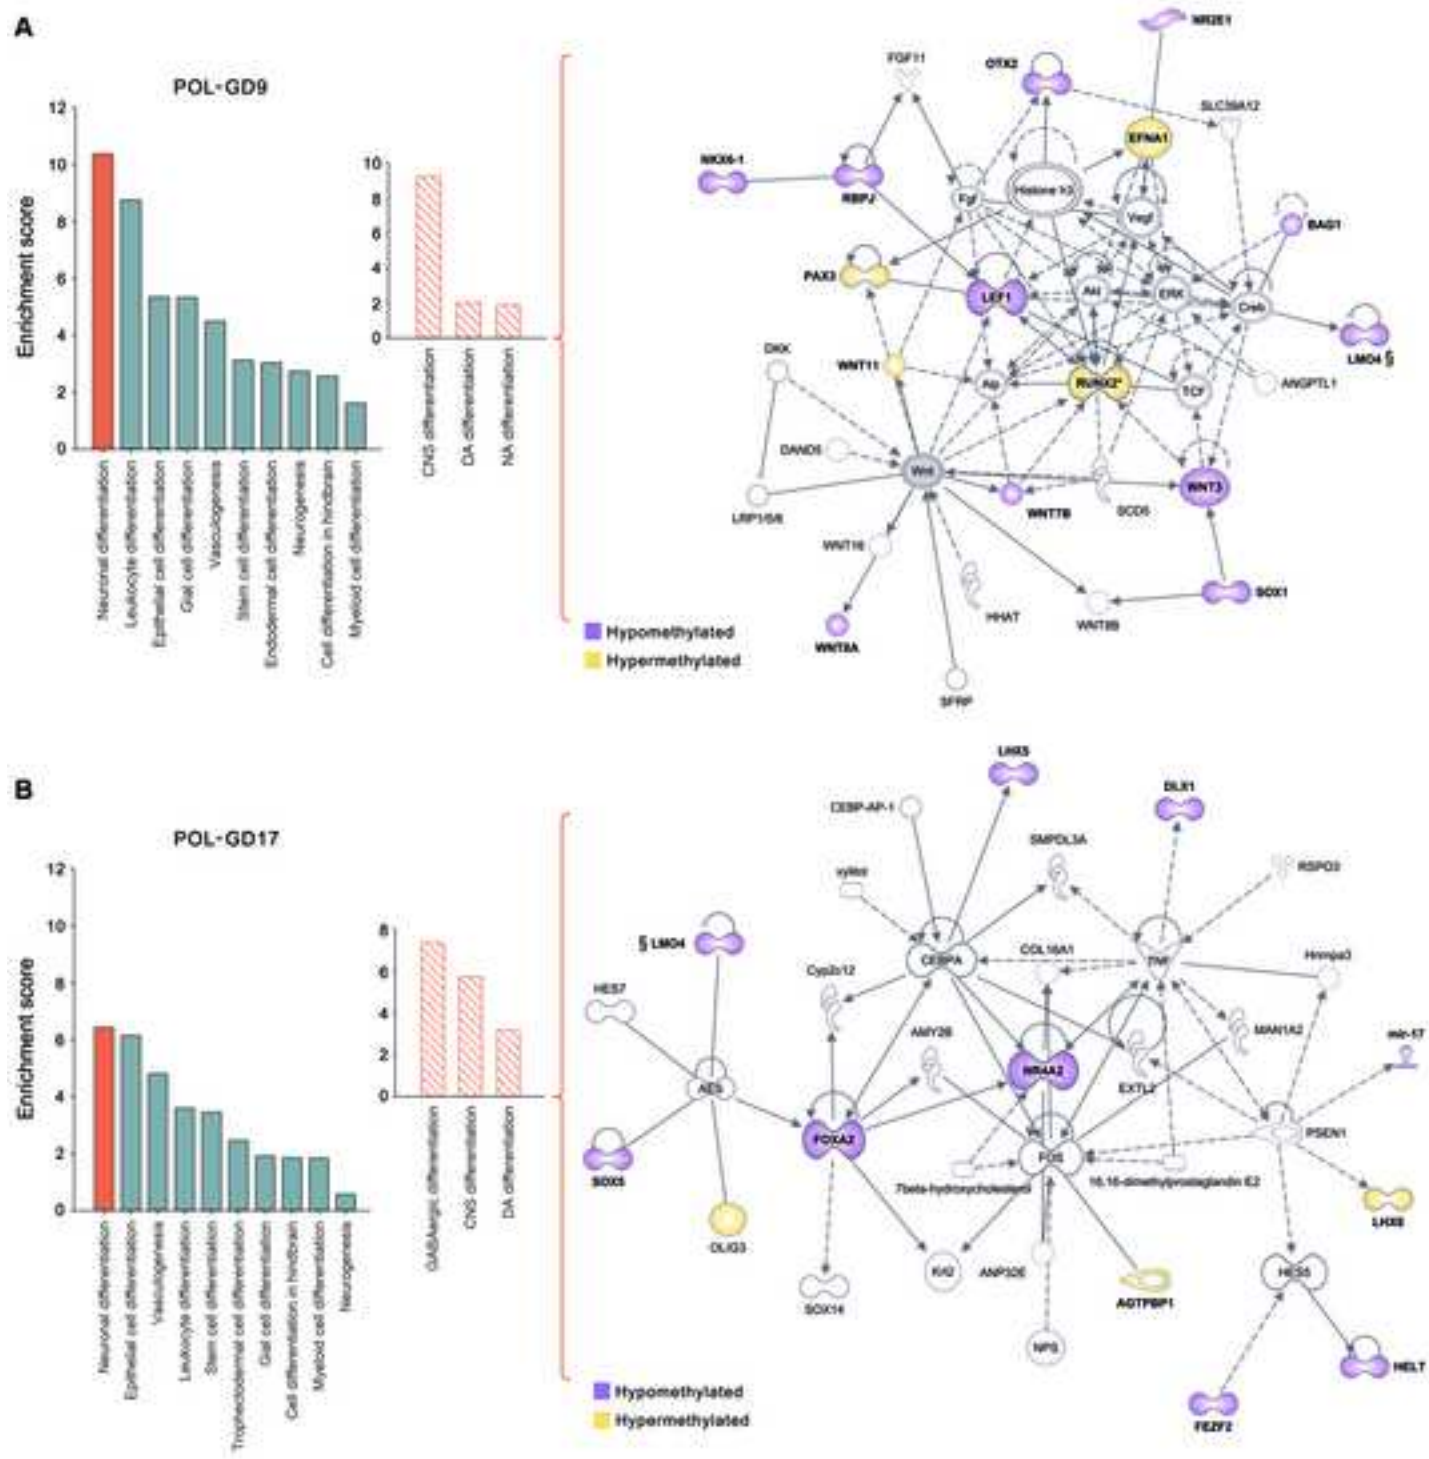 A
POL-GD9
Enrichment score
12
10
8
6
4
2
0
Neuronal differentiation
Leukocyte differentiation
Epithelial cell differentiation
Glial cell differentiation
Vasculogenesis
Stem cell differentiation
Endodermal cell differentiation
Neurogenesis
Cell differentiation in hindbrain
Myeloid cell differentiation
10
8
6
4
2
0
CNS differentiation
DA differentiation
NA differentiation
NR2E1
OTX2
FGF11
SLC39A12
EFNA1
NKX6-1
RBPJ
Fgf
Histone h3
Vegf
BAG1
PAX3
LEF1
Akt
ERK
Creb
LMO4 §
DKK
WNT11
Alp
RUNX2*
TCF
ANGPTL1
DAND5
Wnt
WNT7B
SCD5
WNT3
LRP1/5/6
WNT16
HHAT
WNT8B
SOX1
WNT8A
SFRP
Hypomethylated
Hypermethylated
B
POL-GD17
Enrichment score
12
10
8
6
4
2
0
Neuronal differentiation
Epithelial cell differentiation
Vasculogenesis
Leukocyte differentiation
Stem cell differentiation
Trophectodermal cell differentiation
Glial cell differentiation
Cell differentiation in hindbrain
Myeloid cell differentiation
Neurogenesis
8
6
4
2
0
GABAergic differentiation
CNS differentiation
DA differentiation
LHX5
DLX1
CEBP-AP-1
SMPDL3A
xylitol
RSPO3
§ LMO4
CEBPA
COL16A1
TNF
Hnrnpa3
Cyp2c12
HES7
AMY2B
MAN1A2
mir-17
NR4A2
EXTL2
AES
FOXA2
PSEN1
FOS
SOX5
7beta-hydroxycholesterol
16,16-dimethylprostaglandin E2
LHX8
OLIG3
Krt2
ANP32E
AGTPBP1
HES5
SOX14
NPS
HELT
FEZF2
Hypomethylated
Hypermethylated